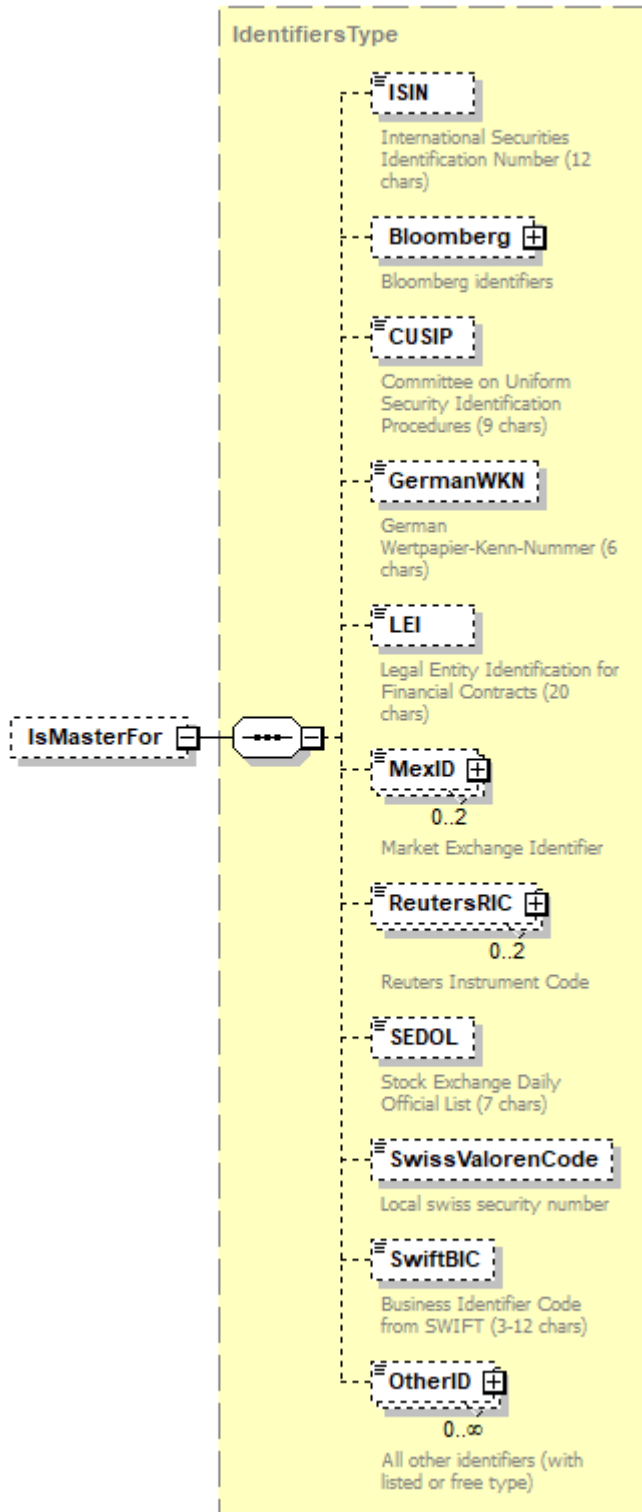 IdentifiersType
ISIN
International Securities
Identification Number (12
chars)
Bloomberg
Bloomberg identifiers
CUSIP
Committee on Uniform
Security Identification
Procedures (9 chars)
GermanWKN
German
Wertpapier-Kenn-Nummer (6
chars)
LEI
Legal Entity Identification for
Financial Contracts (20
chars)
IsMasterFor
MexID
0..2
Market Exchange Identifier
ReutersRIC
0..2
Reuters Instrument Code
SEDOL
Stock Exchange Daily
Official List (7 chars)
SwissValorenCode
Local swiss security number
SwiftBIC
Business Identifier Code
from SWIFT (3-12 chars)
OtherID
0..∞
All other identifiers (with
listed or free type)